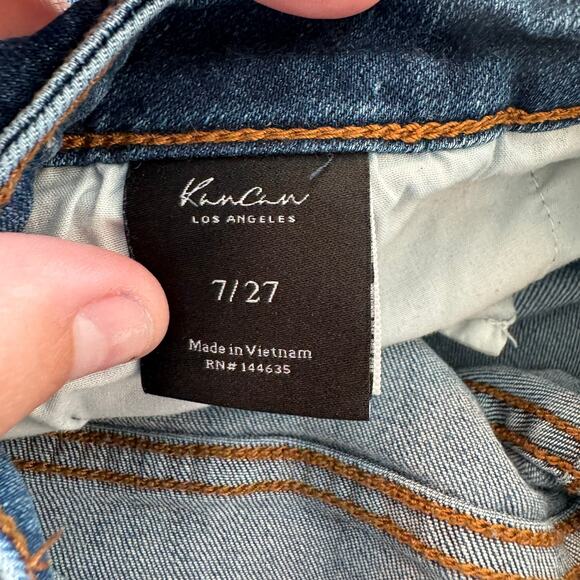 KanCan
LOS ANGELES
7/27
Made in Vietnam
RN# 144635